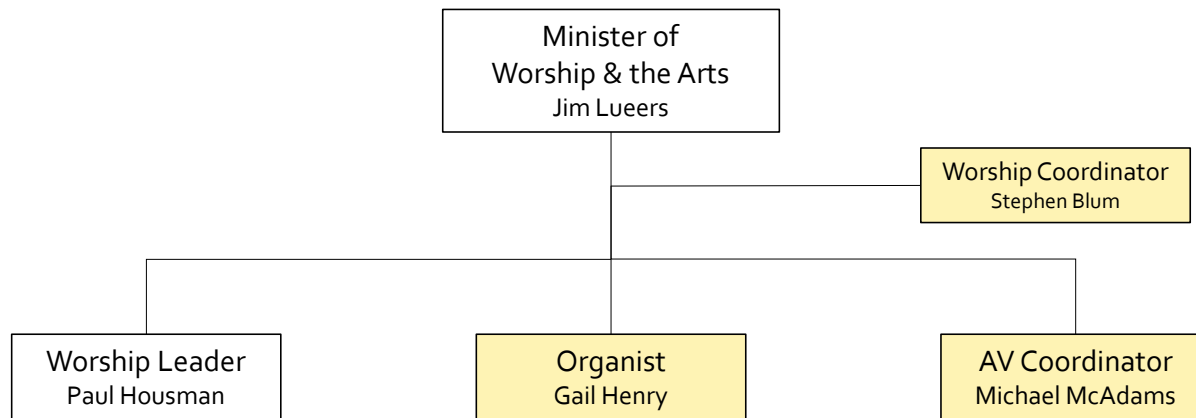 Minister of
Worship & the Arts
Jim Lueers
Worship Coordinator
Stephen Blum
Worship Leader
Paul Housman
Organist
Gail Henry
AV Coordinator
Michael McAdams